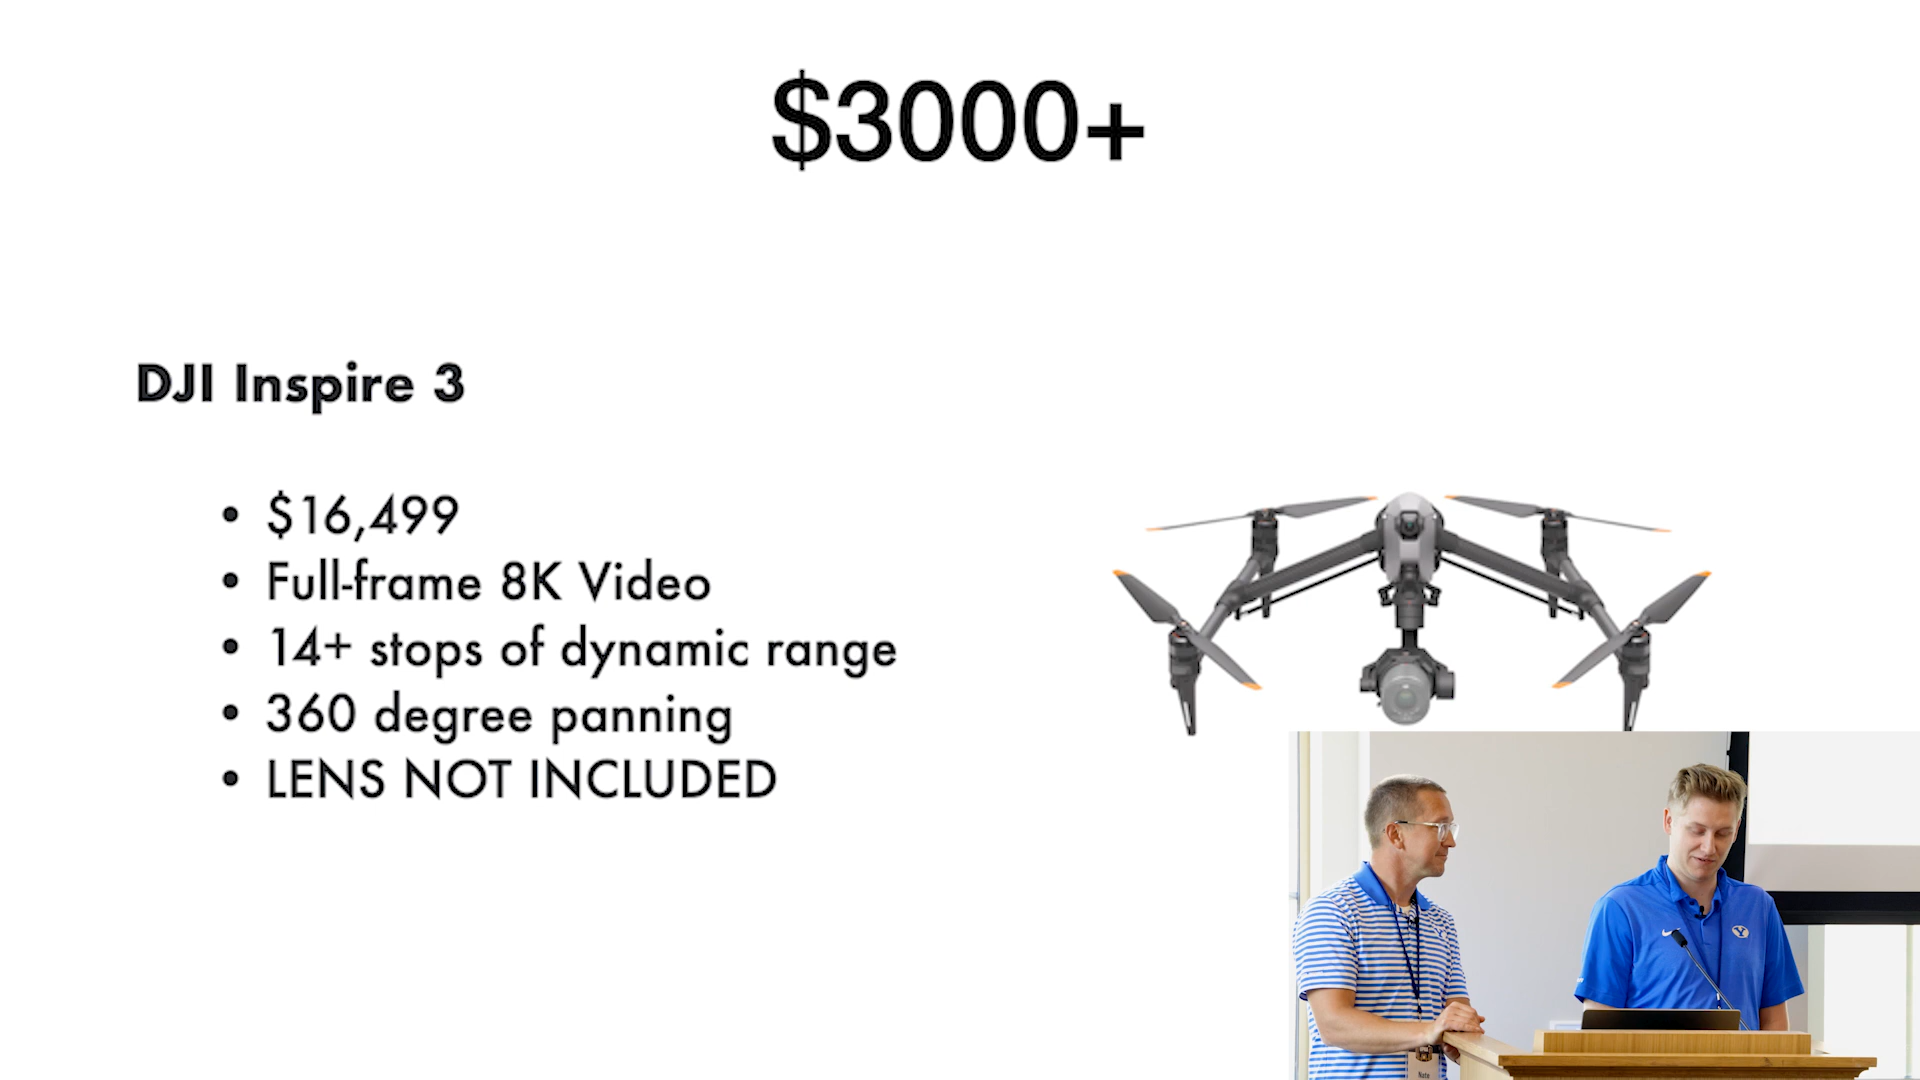 $3000+
DJI Inspire 3
• $16,499
• Full-frame 8K Video
• 14+ stops of dynamic range
• 360 degree panning
• LENS NOT INCLUDED
Y
Nate